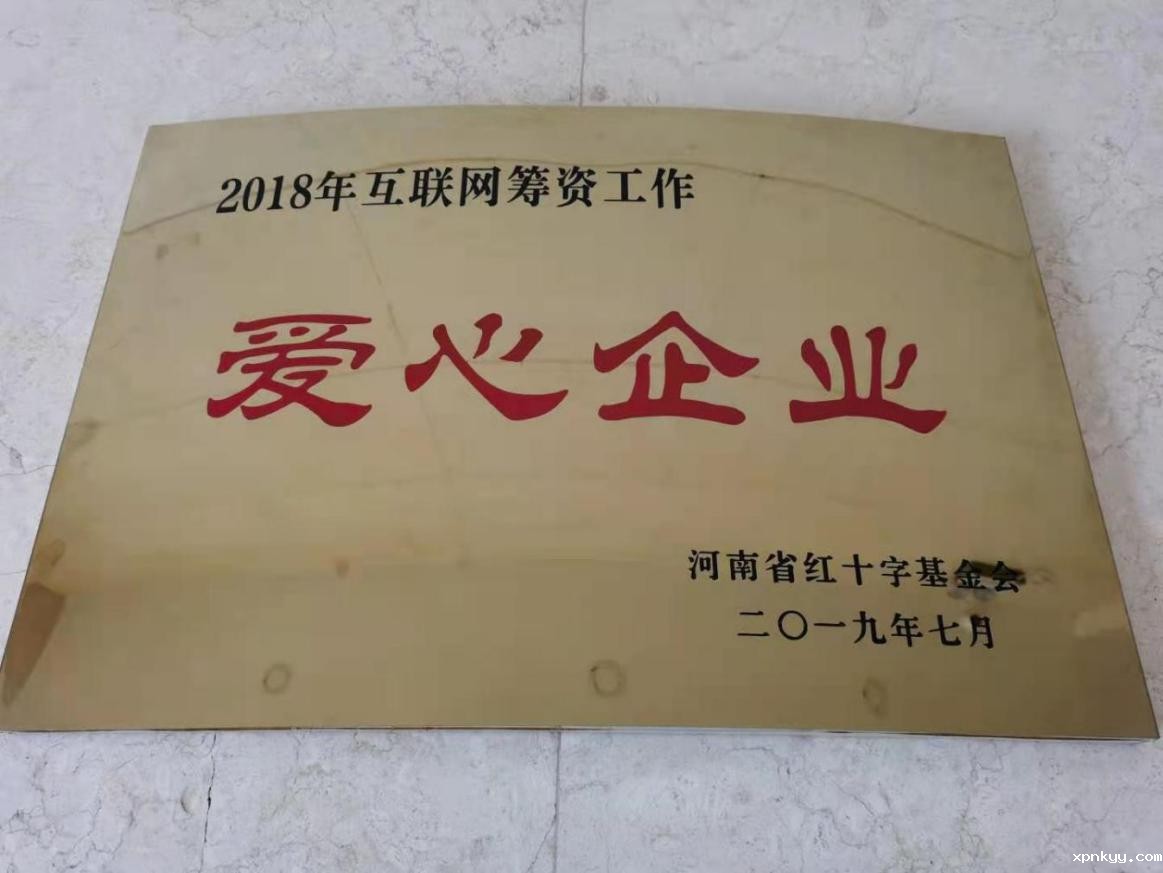 2018年互联网筹资工作
爱心企业
河南省红十字基金会
二〇一九年七月
xpnkyy.com